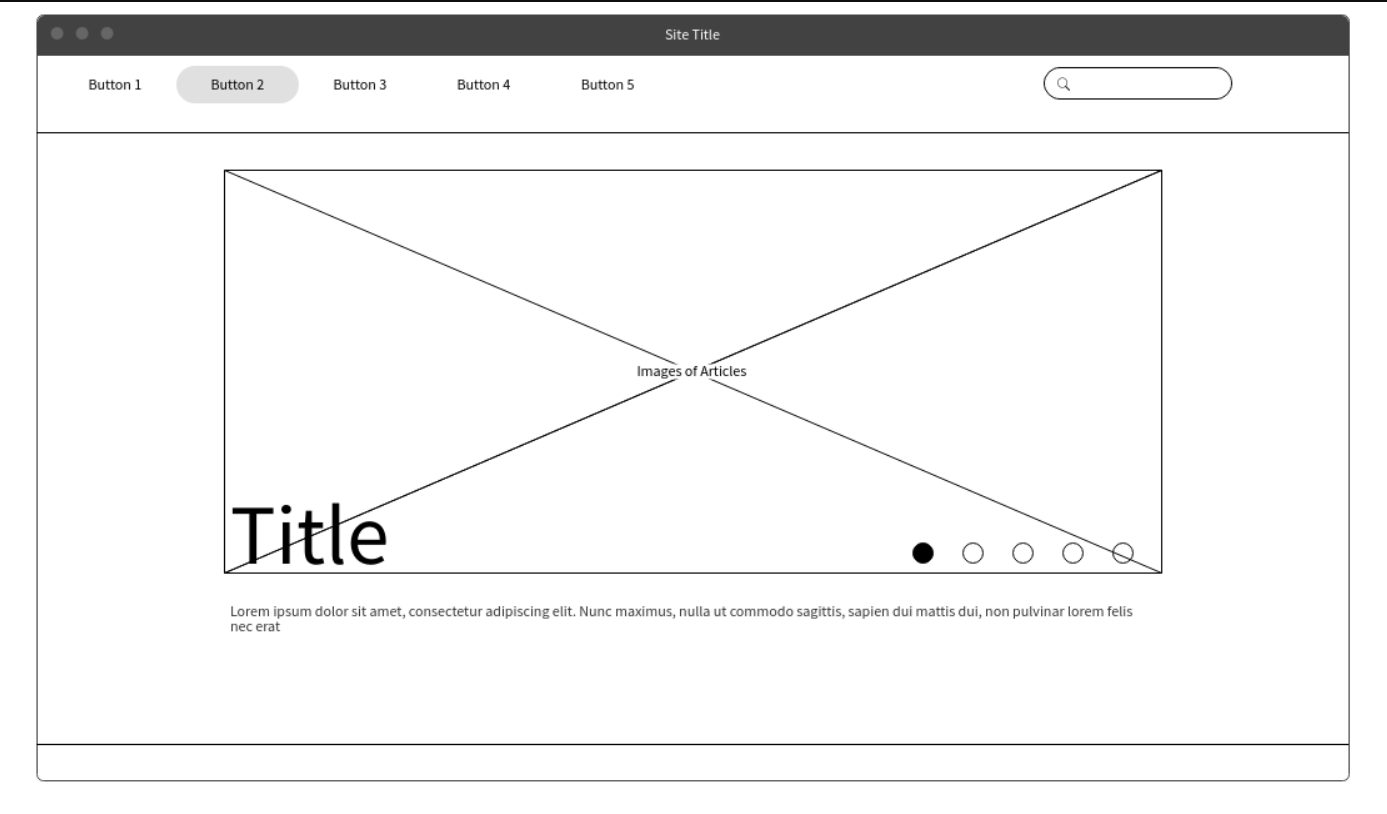 Site Title
Button 1
Button 2
Button 3
Button 4
Button 5
Images of Articles
Title
Lorem ipsum dolor sit amet, consectetur adipiscing elit. Nunc maximus, nulla ut commodo sagittis, sapien dui mattis dui, non pulvinar lorem felis
nec erat